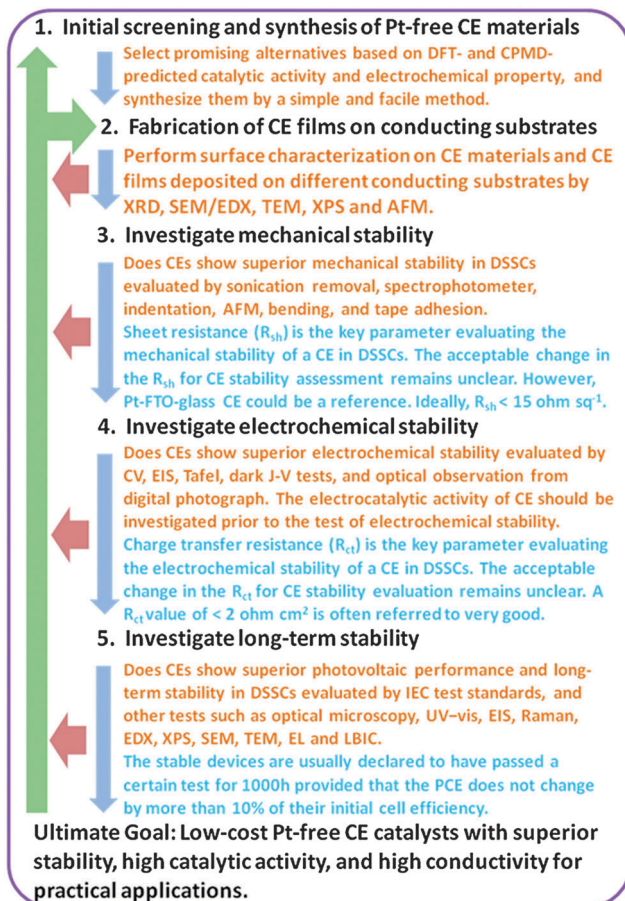 1. Initial screening and synthesis of Pt-free CE materials
Select promising alternatives based on DFT- and CPMD-
predicted catalytic activity and electrochemical property, and
synthesize them by a simple and facile method.
2. Fabrication of CE films on conducting substrates
Perform surface characterization on CE materials and CE
films deposited on different conducting substrates by
XRD, SEM/EDX, TEM, XPS and AFM.
3. Investigate mechanical stability
Does CEs show superior mechanical stability in DSSCs
evaluated by sonication removal, spectrophotometer,
indentation, AFM, bending, and tape adhesion.
Sheet resistance (Rsh) is the key parameter evaluating the
mechanical stability of a CE in DSSCs. The acceptable change in
the Rsh for CE stability assessment remains unclear. However,
Pt-FTO-glass CE could be a reference. Ideally, Rsh < 15 ohm sq-1.
4. Investigate electrochemical stability
Does CEs show superior electrochemical stability evaluated by
CV, EIS, Tafel, dark J-V tests, and optical observation from
digital photograph. The electrocatalytic activity of CE should be
investigated prior to the test of electrochemical stability.
Charge transfer resistance (Rct) is the key parameter evaluating
the electrochemical stability of a CE in DSSCs. The acceptable
change in the Rct for CE stability evaluation remains unclear. A
Rct value of < 2 ohm cm2 is often referred to very good.
5. Investigate long-term stability
Does CEs show superior photovoltaic performance and long-
term stability in DSSCs evaluated by IEC test standards, and
other tests such as optical microscopy, UV–vis, EIS, Raman,
EDX, XPS, SEM, TEM, EL and LBIC.
The stable devices are usually declared to have passed a
certain test for 1000h provided that the PCE does not change
by more than 10% of their initial cell efficiency.
Ultimate Goal: Low-cost Pt-free CE catalysts with superior
stability, high catalytic activity, and high conductivity for
practical applications.